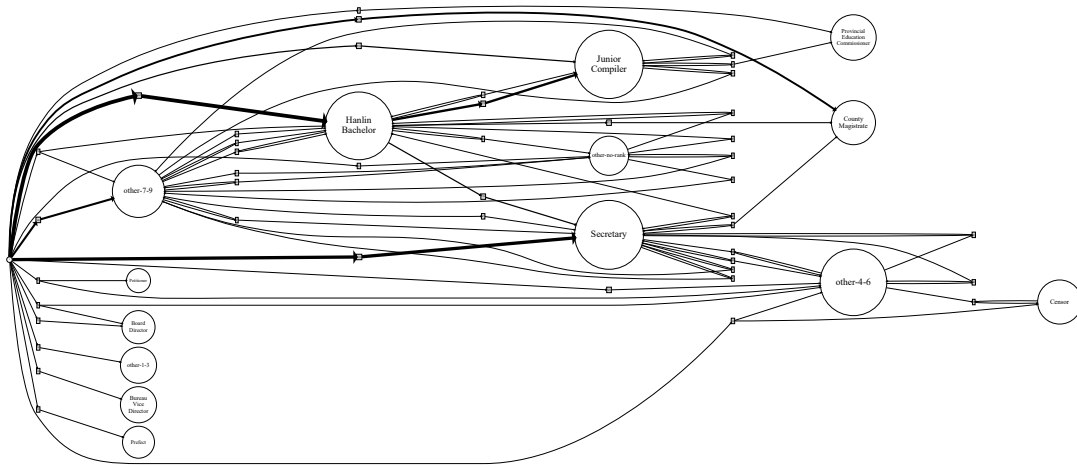 Provincial
Education
Commissioner
Junior
Compiler
Hanlin
Bachelor
County
Magistrate
other-no-rank
other-7-9
Secretary
Petitioner
other-4-6
Censor
Board
Director
other-1-3
Bureau
Vice
Director
Prefect